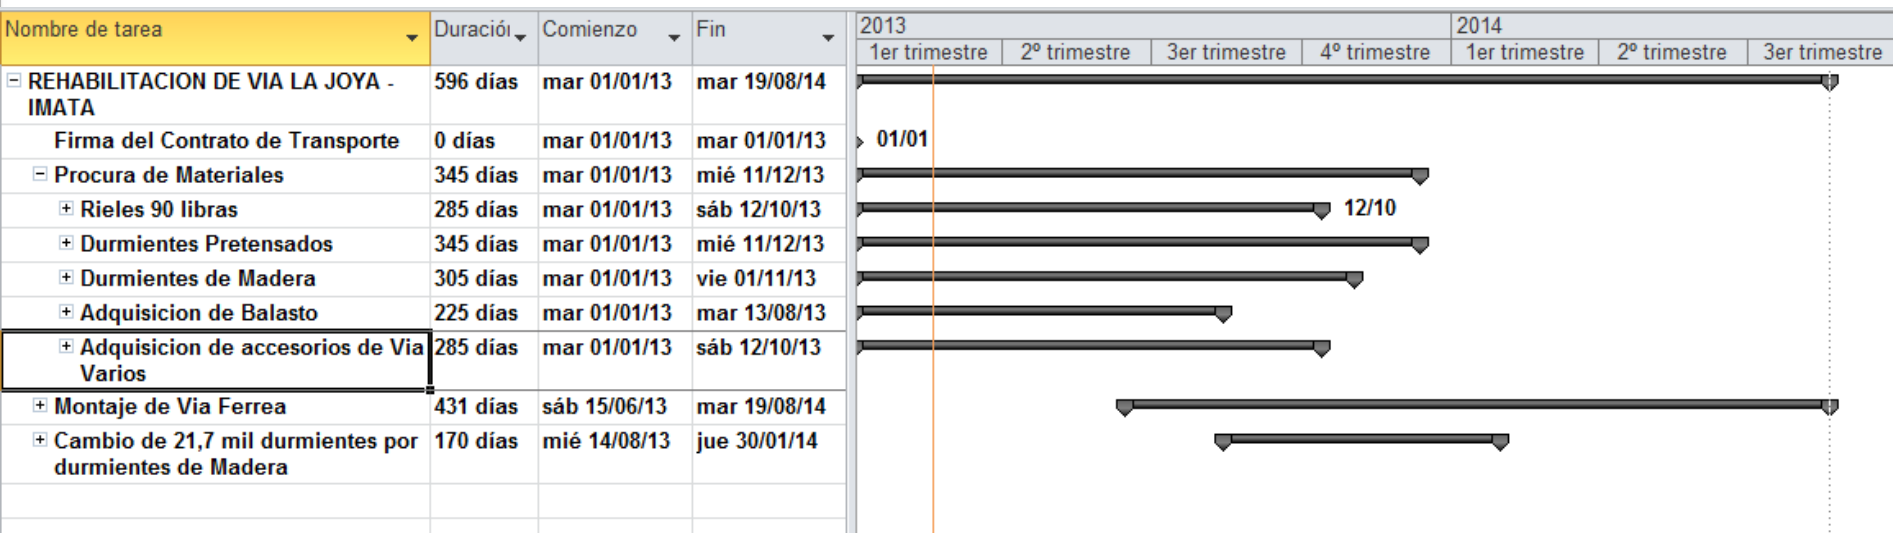 Nombre de tarea Duración Comienzo Fin 2013 2014
1er trimestre 2º trimestre 3er trimestre 4º trimestre 1er trimestre 2º trimestre 3er trimestre
REHABILITACION DE VIA LA JOYA - 596 días mar 01/01/13 mar 19/08/14
IMATA
Firma del Contrato de Transporte 0 días mar 01/01/13 mar 01/01/13 01/01
Procura de Materiales 345 días mar 01/01/13 mié 11/12/13
Rieles 90 libras 285 días mar 01/01/13 sáb 12/10/13 12/10
Durmientes Pretensados 345 días mar 01/01/13 mié 11/12/13
Durmientes de Madera 305 días mar 01/01/13 vie 01/11/13
Adquisicion de Balasto 225 días mar 01/01/13 mar 13/08/13
Adquisicion de accesorios de Via 285 días mar 01/01/13 sáb 12/10/13
Varios
Montaje de Via Ferrea 431 días sáb 15/06/13 mar 19/08/14
Cambio de 21,7 mil durmientes por 170 días mié 14/08/13 jue 30/01/14
durmientes de Madera